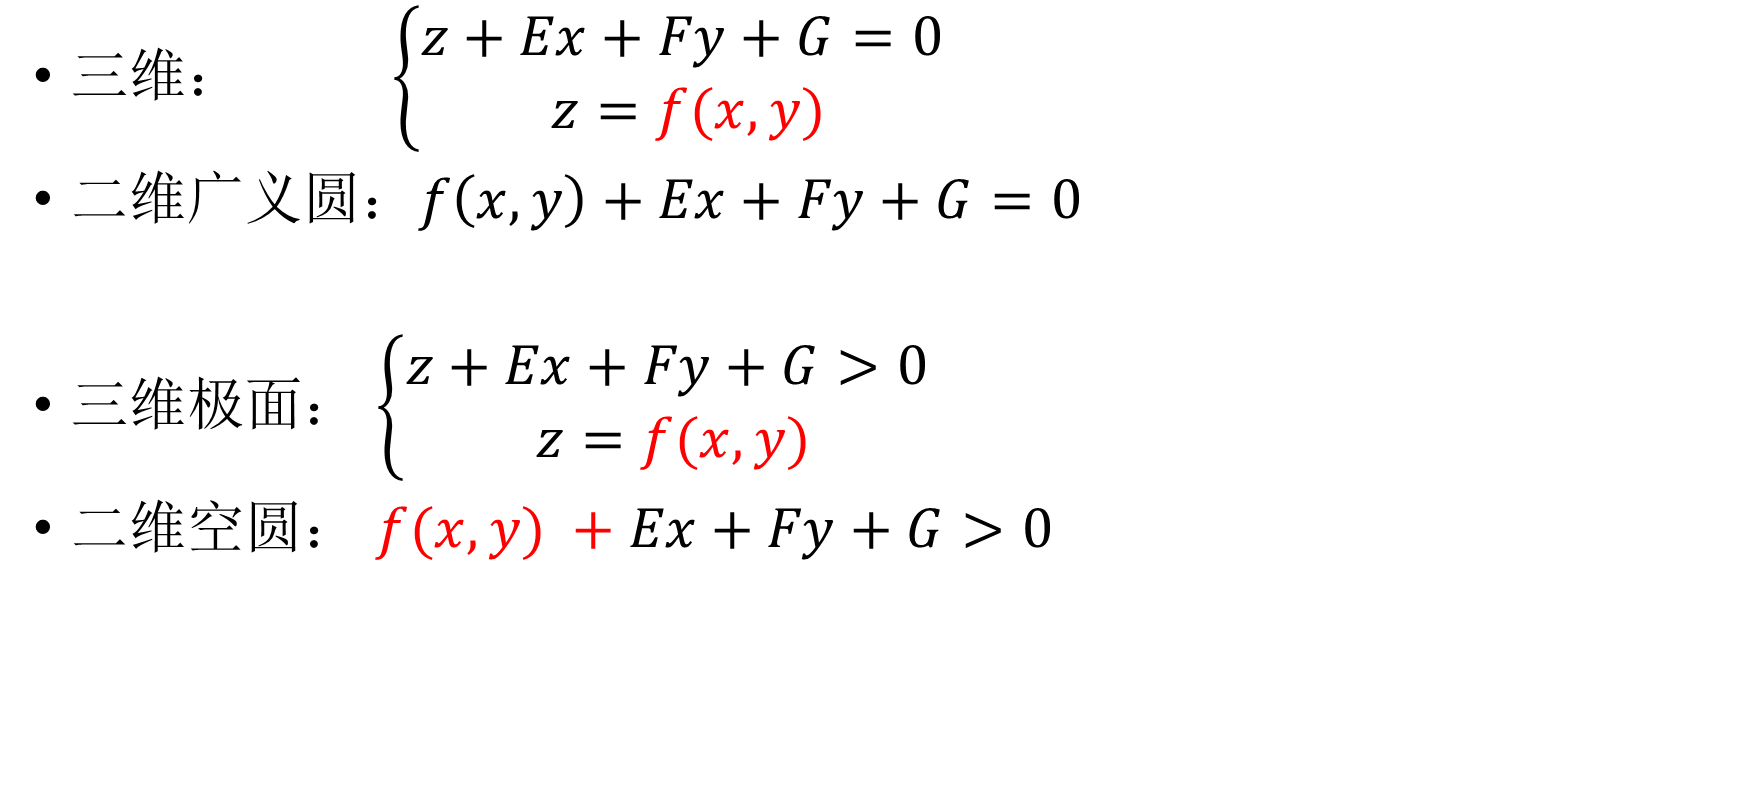 • 三维：
z + Ex + Fy + G = 0
z = f(x, y)
• 二维广义圆：f(x, y) + Ex + Fy + G = 0
• 三维极面：
z + Ex + Fy + G > 0
z = f(x, y)
• 二维空圆： f(x, y) + Ex + Fy + G > 0